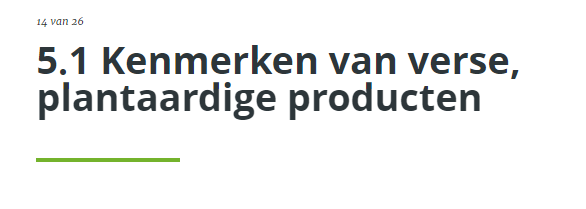 14 van 26
5.1 Kenmerken van verse,
plantaardige producten